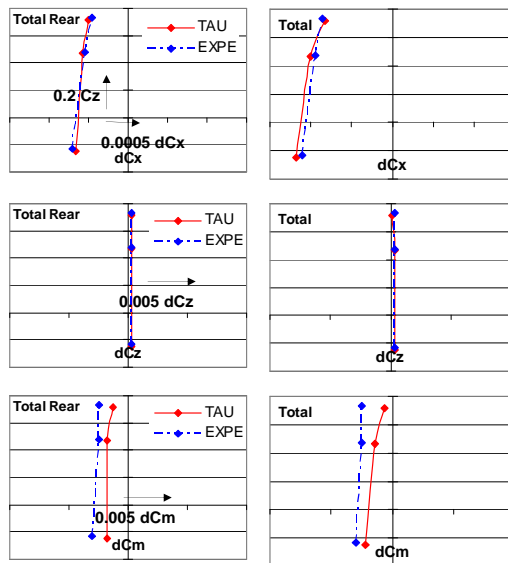 Total Rear
TAU
EXPE
0.2 Cz
0.0005 dCx
dCx
Total
dCx
Total Rear
TAU
EXPE
0.005 dCz
dCz
Total
dCz
Total Rear
TAU
EXPE
0.005 dCm
dCm
Total
dCm